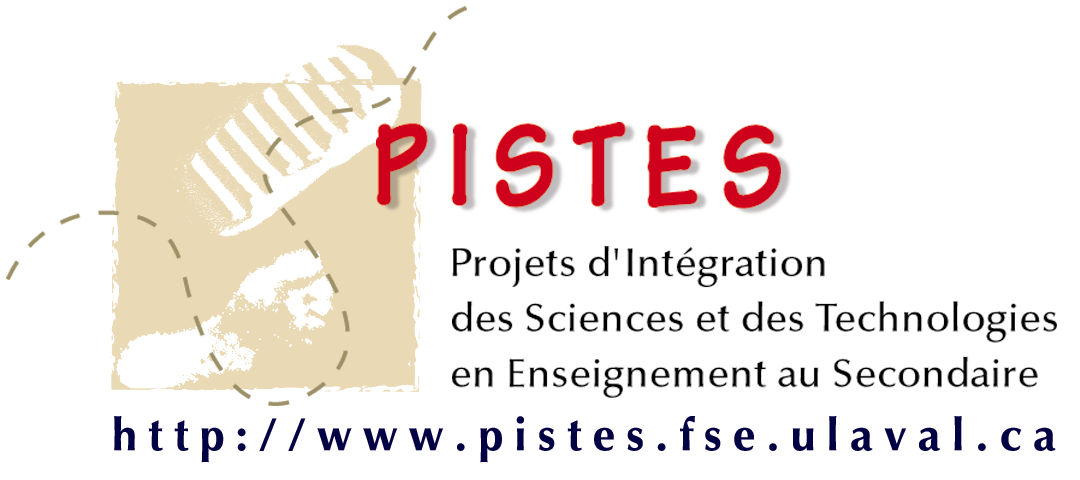 PISTES
Projets d'Intégration
des Sciences et des Technologies
en Enseignement au Secondaire
http://www.pistes.fse.ulaval.ca